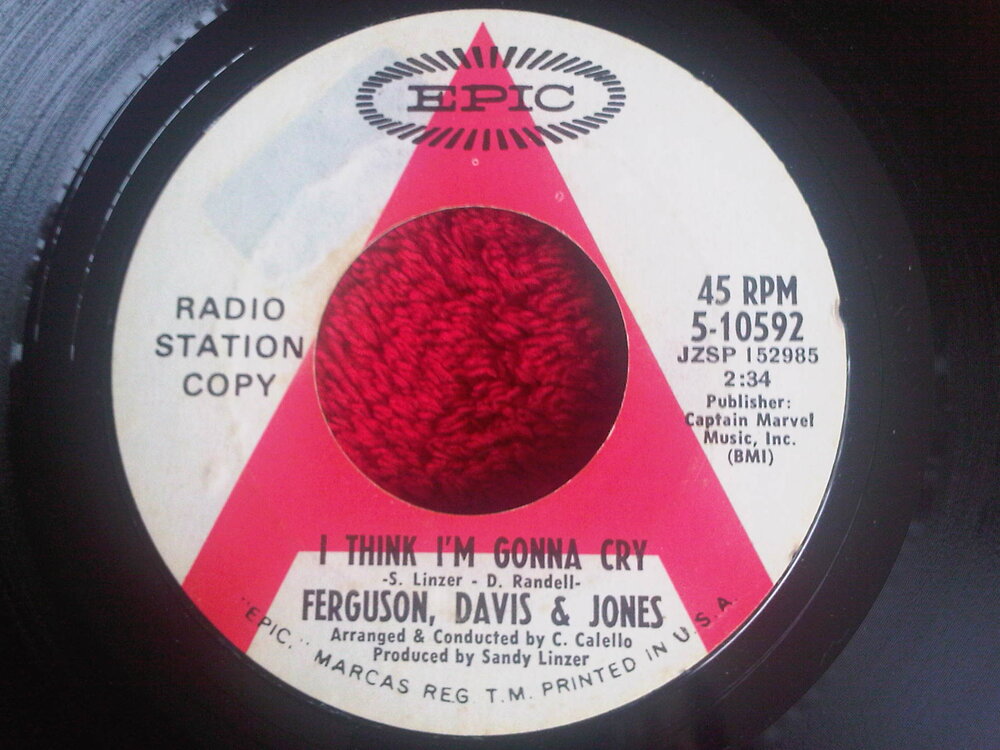 EPIC
RADIO
STATION
COPY
45 RPM
5-10592
JZSP 152985
2:34
Publisher:
Captain Marvel
Music, Inc.
(BMI)
I THINK I'M GONNA CRY
-S. Linzer - D. Randell-
FERGUSON, DAVIS & JONES
Arranged & Conducted by C. Calello
Produced by Sandy Linzer
"EPIC," MARCAS REG. T.M. PRINTED IN U.S.A.